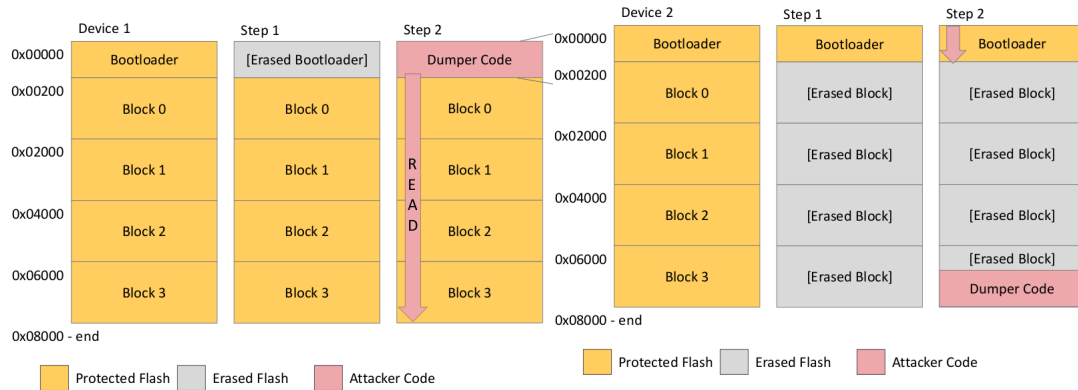 Device 1
Step 1
Step 2
0x00000
Bootloader
[Erased Bootloader]
Dumper Code
0x00200
Block 0
Block 0
Block 0
0x02000
Block 1
Block 1
Block 1
READ
0x04000
Block 2
Block 2
Block 2
0x06000
Block 3
Block 3
Block 3
0x08000 - end
Protected Flash
Erased Flash
Attacker Code
Device 2
Step 1
Step 2
0x00000
Bootloader
Bootloader
Bootloader
0x00200
Block 0
[Erased Block]
[Erased Block]
0x02000
Block 1
[Erased Block]
[Erased Block]
0x04000
Block 2
[Erased Block]
[Erased Block]
0x06000
Block 3
[Erased Block]
[Erased Block]
Dumper Code
0x08000 - end
Protected Flash
Erased Flash
Attacker Code